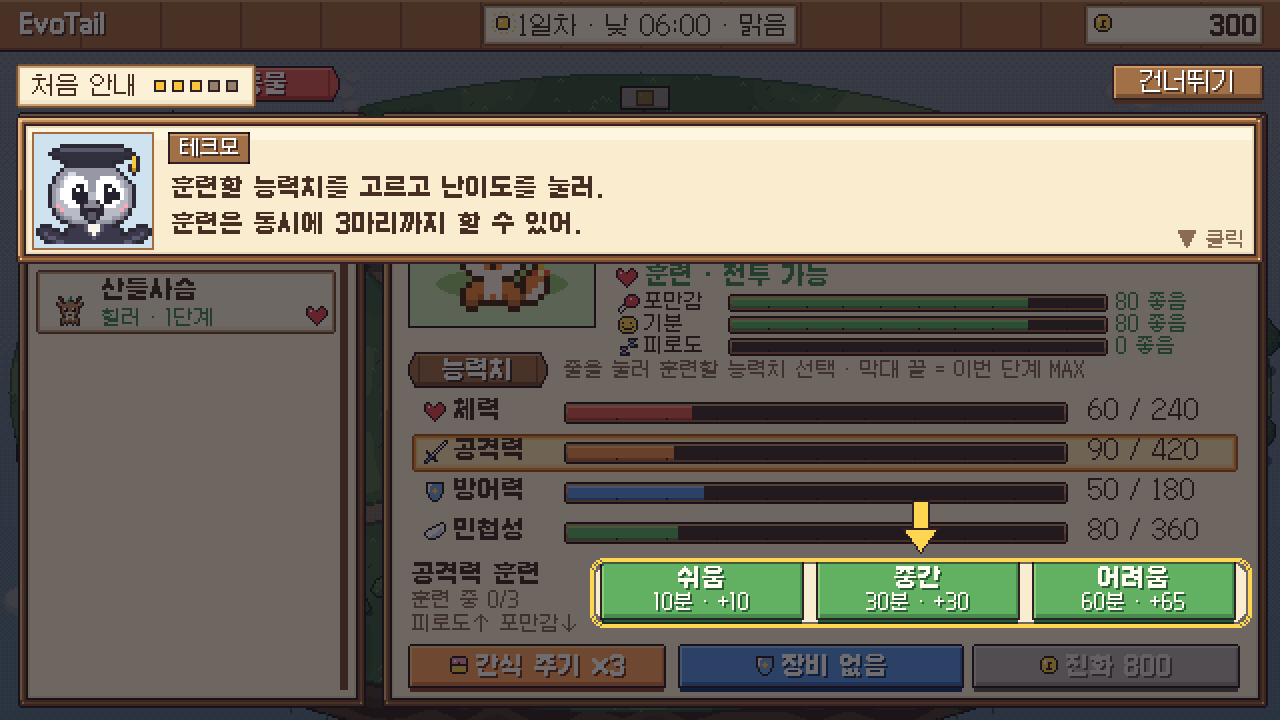 EvoTail
1일차 · 낮 06:00 · 맑음
300
처음 안내
동물
건너뛰기
테크모
훈련할 능력치를 고르고 난이도를 눌러.
훈련은 동시에 3마리까지 할 수 있어.
▼ 클릭
산들사슴
힐러 · 1단계
훈련 · 전투 가능
포만감 80 좋음
기분 80 좋음
피로도 0 좋음
능력치 줄을 눌러 훈련할 능력치 선택 · 막대 끝 = 이번 단계 MAX
체력 60 / 240
공격력 90 / 420
방어력 50 / 180
민첩성 80 / 360
공격력 훈련
훈련 중 0/3
피로도↑ 포만감↓
쉬움
10분 · +10
중간
30분 · +30
어려움
60분 · +65
간식 주기 x3
장비 없음
진화 800